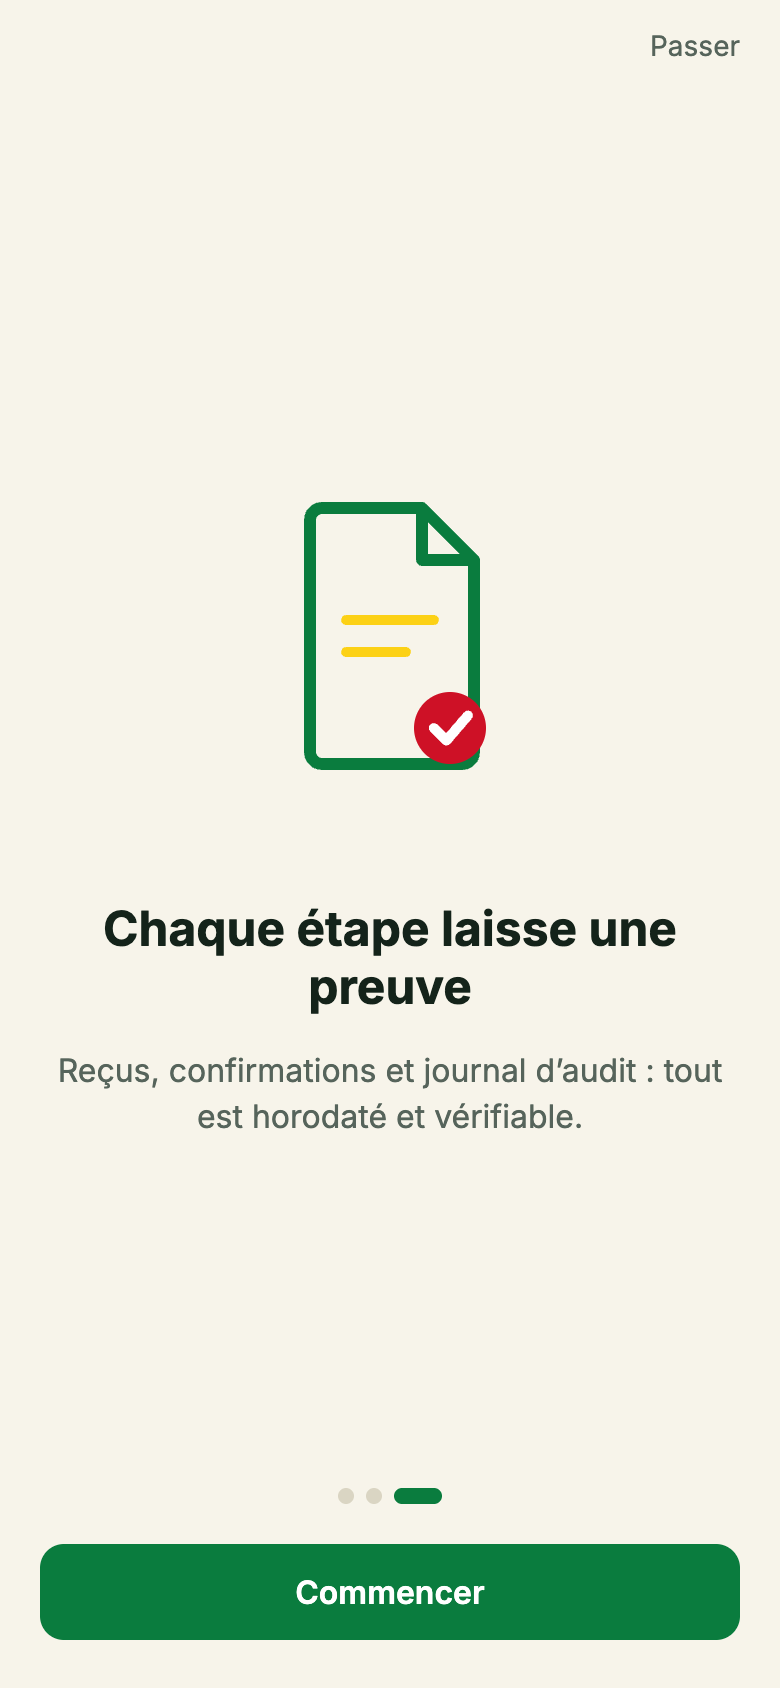 Passer
Chaque étape laisse une
preuve
Reçus, confirmations et journal d’audit : tout
est horodaté et vérifiable.
Commencer